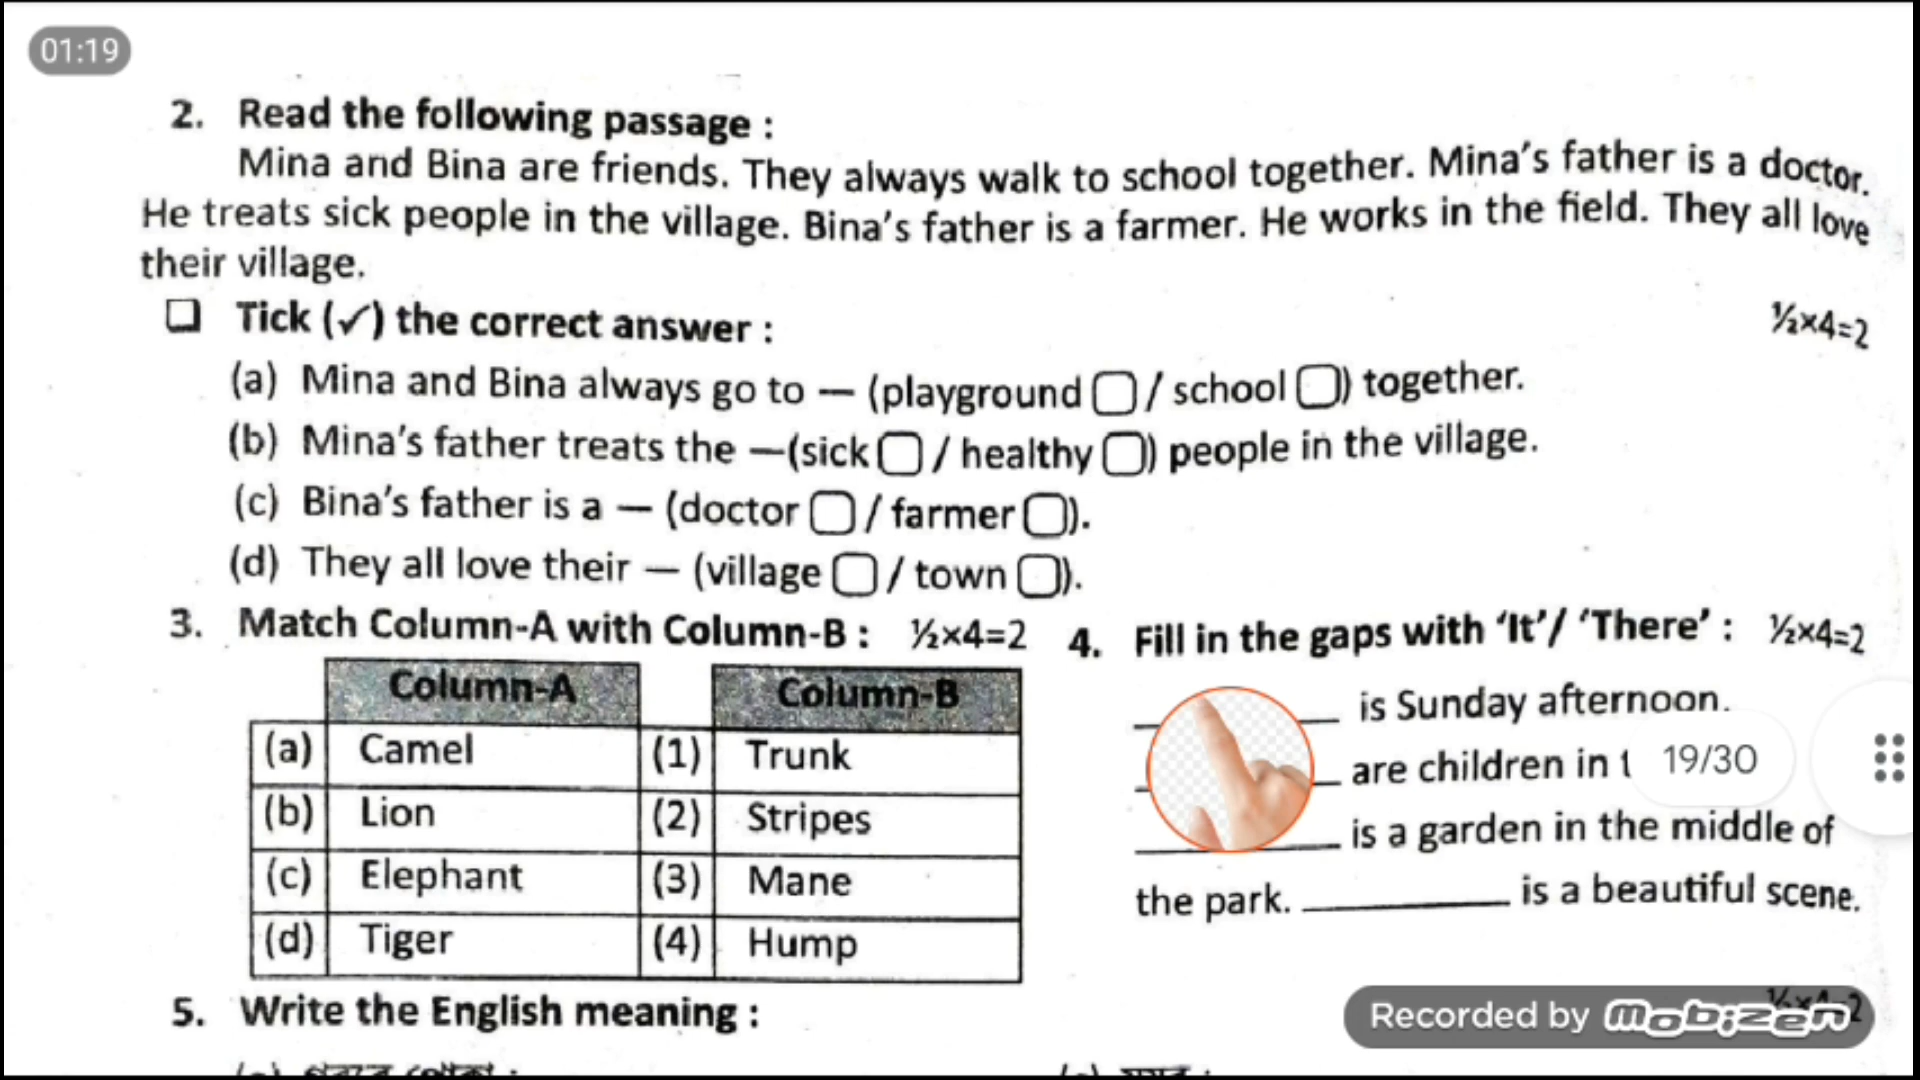 01:19
2. Read the following passage :
Mina and Bina are friends. They always walk to school together. Mina's father is a doctor.
He treats sick people in the village. Bina's father is a farmer. He works in the field. They all love
their village.
❑ Tick (✓) the correct answer : ½×4=2
(a) Mina and Bina always go to — (playground ▢ / school ▢) together.
(b) Mina's father treats the —(sick ▢ / healthy ▢) people in the village.
(c) Bina's father is a — (doctor ▢ / farmer ▢).
(d) They all love their — (village ▢ / town ▢).
3. Match Column-A with Column-B : ½×4=2
Column-A Column-B
(a) Camel (1) Trunk
(b) Lion (2) Stripes
(c) Elephant (3) Mane
(d) Tiger (4) Hump
4. Fill in the gaps with 'It'/ 'There' : ½×4=2
______ is Sunday afternoon.
______ are children in
19/30
______ is a garden in the middle of
the park. ______ is a beautiful scene.
5. Write the English meaning :
Recorded by Mobizen